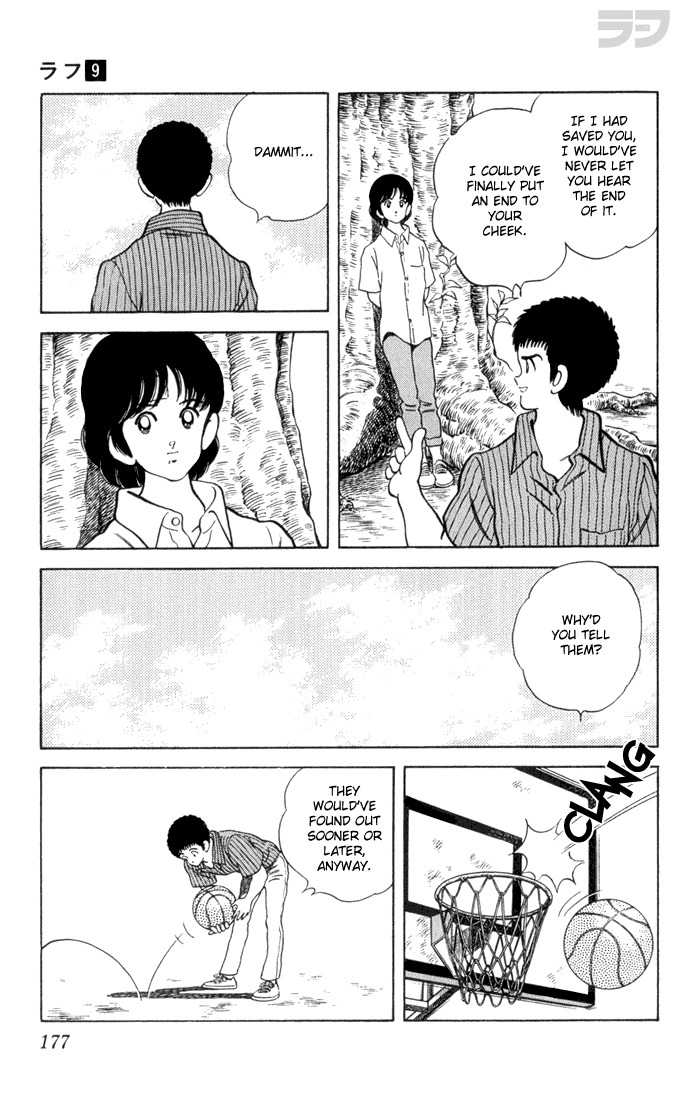 ラフ
ラフ 9
IF I HAD
SAVED YOU,
I WOULD'VE
NEVER LET
YOU HEAR
THE END
OF IT.
I COULD'VE
FINALLY PUT
AN END TO
YOUR
CHEEK.
DAMMIT...
WHY'D
YOU TELL
THEM?
CLANG
THEY
WOULD'VE
FOUND OUT
SOONER OR
LATER,
ANYWAY.
177